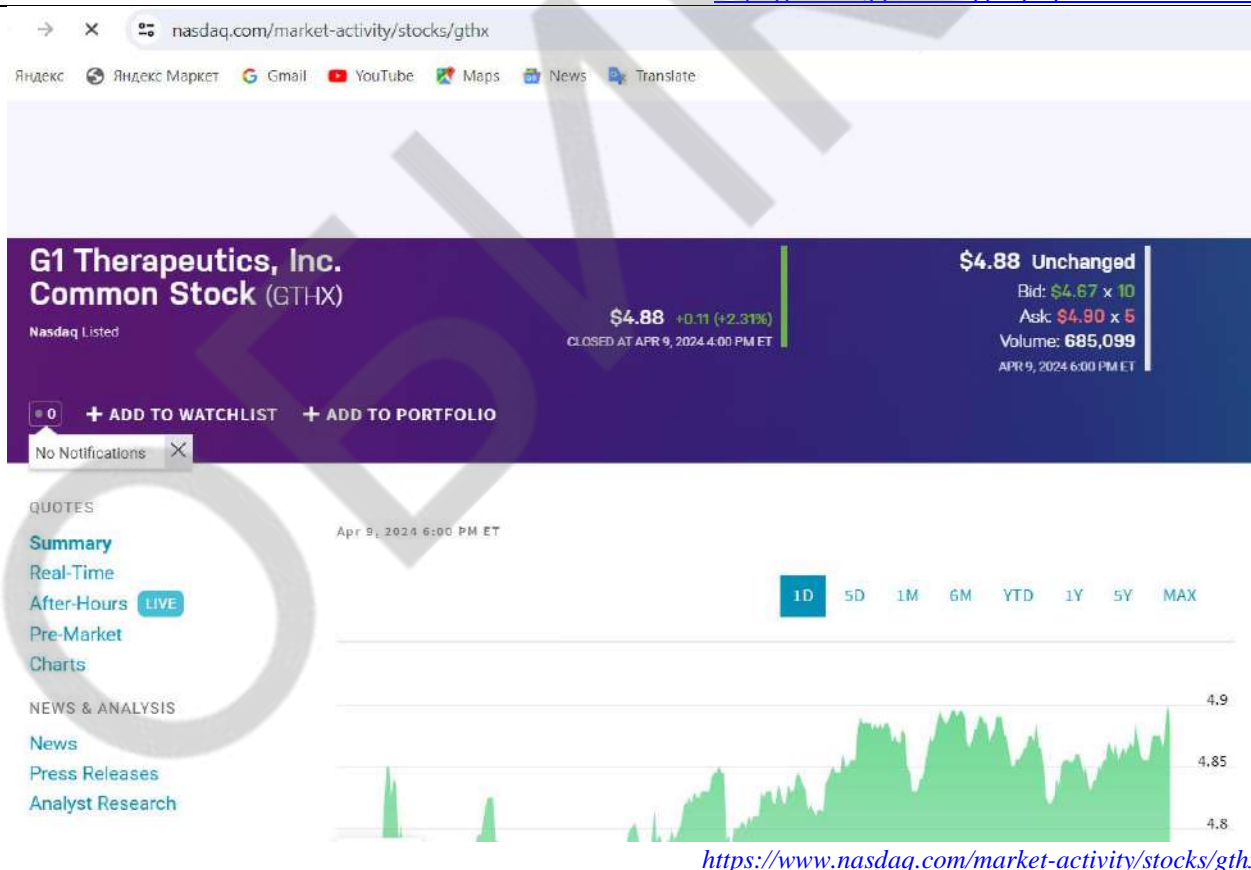 nasdaq.com/market-activity/stocks/gthx
Яндекс Яндекс Маркет Gmail YouTube Maps News Translate
G1 Therapeutics, Inc.
Common Stock (GTHX)
Nasdaq Listed
$4.88 +0.11 (+2.31%)
CLOSED AT APR 9, 2024 4:00 PM ET
$4.88 Unchanged
Bid: $4.67 x 10
Ask: $4.90 x 5
Volume: 685,099
APR 9, 2024 6:00 PM ET
0 + ADD TO WATCHLIST + ADD TO PORTFOLIO
No Notifications
QUOTES
Summary
Real-Time
After-Hours LIVE
Pre-Market
Charts
NEWS & ANALYSIS
News
Press Releases
Analyst Research
Apr 9, 2024 6:00 PM ET
1D 5D 1M 6M YTD 1Y 5Y MAX
4.9
4.85
4.8
https://www.nasdaq.com/market-activity/stocks/gth